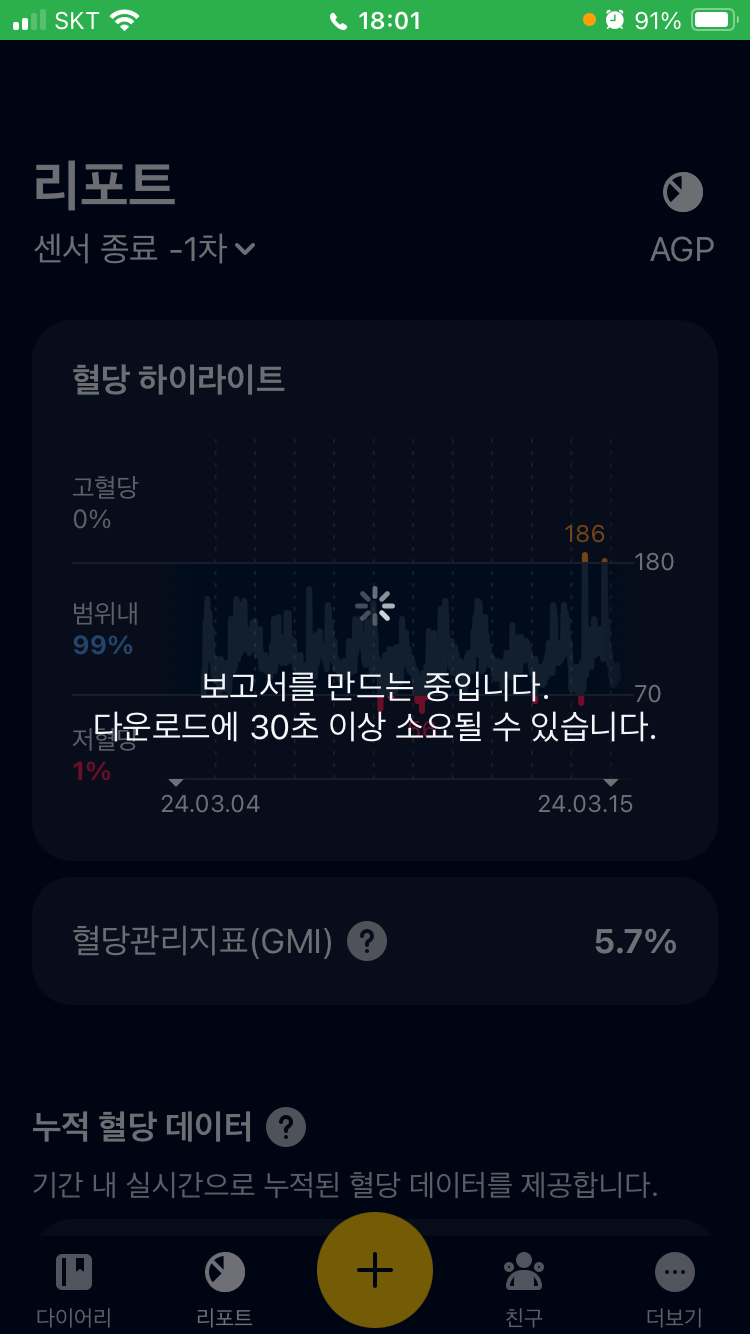 SKT 18:01 91%
리포트
센서 종료 -1차
AGP
혈당 하이라이트
고혈당
0%
186
180
범위내
99%
보고서를 만드는 중입니다.
70
다운로드에 30초 이상 소요될 수 있습니다.
저혈당
1%
24.03.04 24.03.15
혈당관리지표(GMI) ? 5.7%
누적 혈당 데이터 ?
기간 내 실시간으로 누적된 혈당 데이터를 제공합니다.
다이어리 리포트 친구 더보기